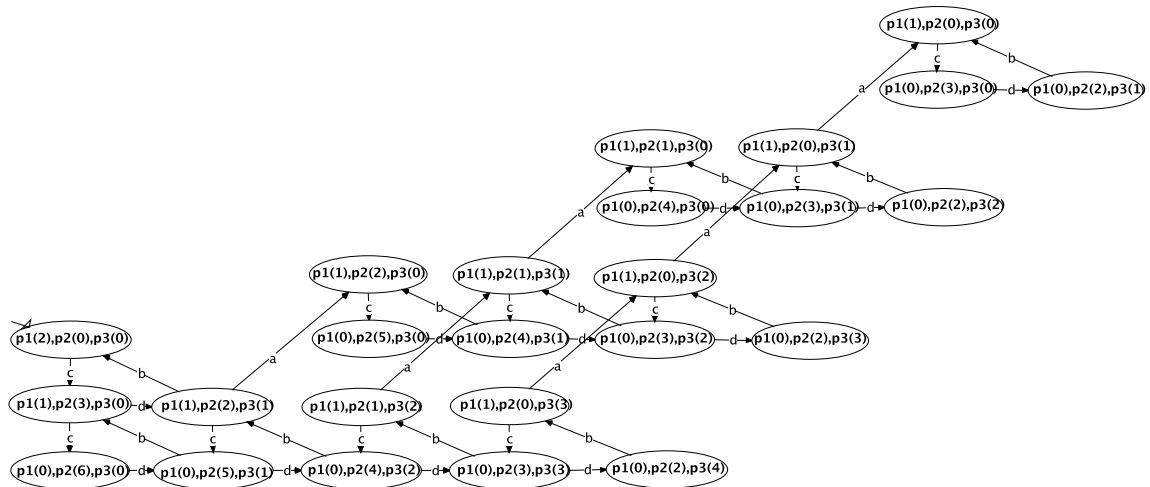 p1(1),p2(0),p3(0)
c
b
a
p1(0),p2(3),p3(0)
d
p1(0),p2(2),p3(1)
p1(1),p2(1),p3(0)
p1(1),p2(0),p3(1)
c
b
c
b
a
p1(0),p2(4),p3(0)
d
p1(0),p2(3),p3(1)
d
p1(0),p2(2),p3(2)
a
p1(1),p2(2),p3(0)
p1(1),p2(1),p3(1)
p1(1),p2(0),p3(2)
c
b
c
b
c
b
p1(2),p2(0),p3(0)
p1(0),p2(5),p3(0)
d
p1(0),p2(4),p3(1)
d
p1(0),p2(3),p3(2)
d
p1(0),p2(2),p3(3)
c
b
a
a
a
p1(1),p2(3),p3(0)
d
p1(1),p2(2),p3(1)
p1(1),p2(1),p3(2)
p1(1),p2(0),p3(3)
c
b
c
b
c
b
c
b
p1(0),p2(6),p3(0)
d
p1(0),p2(5),p3(1)
d
p1(0),p2(4),p3(2)
d
p1(0),p2(3),p3(3)
d
p1(0),p2(2),p3(4)